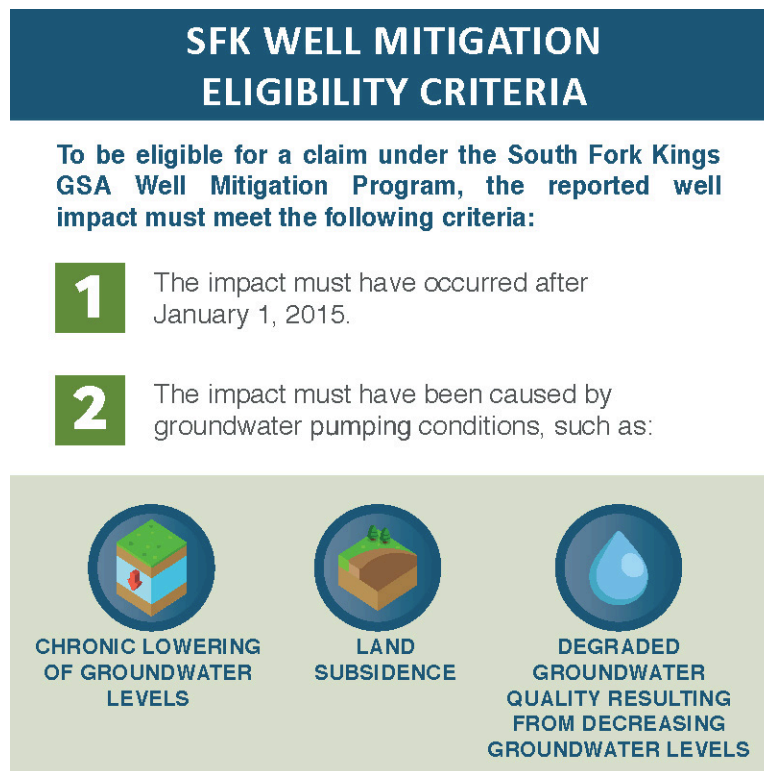 SFK WELL MITIGATION
ELIGIBILITY CRITERIA
To be eligible for a claim under the South Fork Kings
GSA Well Mitigation Program, the reported well
impact must meet the following criteria:
1
The impact must have occurred after
January 1, 2015.
2
The impact must have been caused by
groundwater pumping conditions, such as:
CHRONIC LOWERING
OF GROUNDWATER
LEVELS
LAND
SUBSIDENCE
DEGRADED
GROUNDWATER
QUALITY RESULTING
FROM DECREASING
GROUNDWATER LEVELS